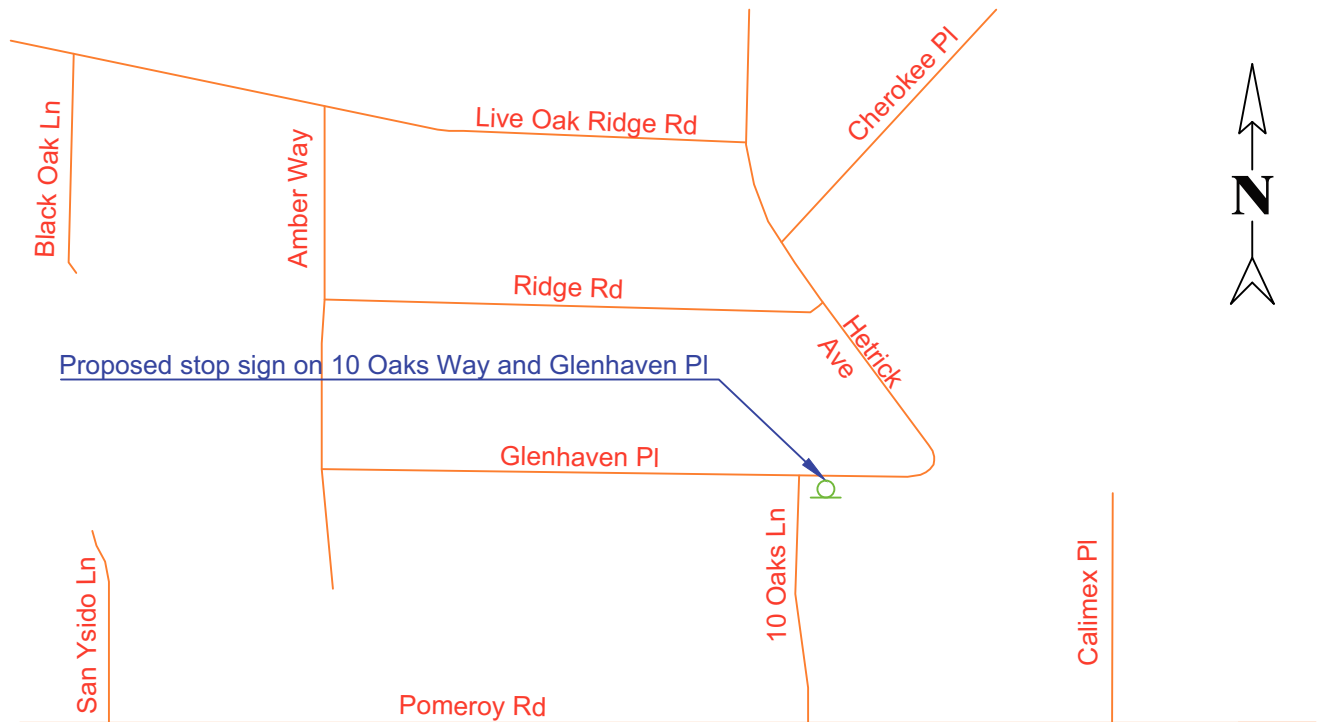 Cherokee Pl
Live Oak Ridge Rd
Black Oak Ln
Amber Way
N
Ridge Rd
Hetrick
Ave
Proposed stop sign on 10 Oaks Way and Glenhaven Pl
Glenhaven Pl
10 Oaks Ln
San Ysido Ln
Calimex Pl
Pomeroy Rd